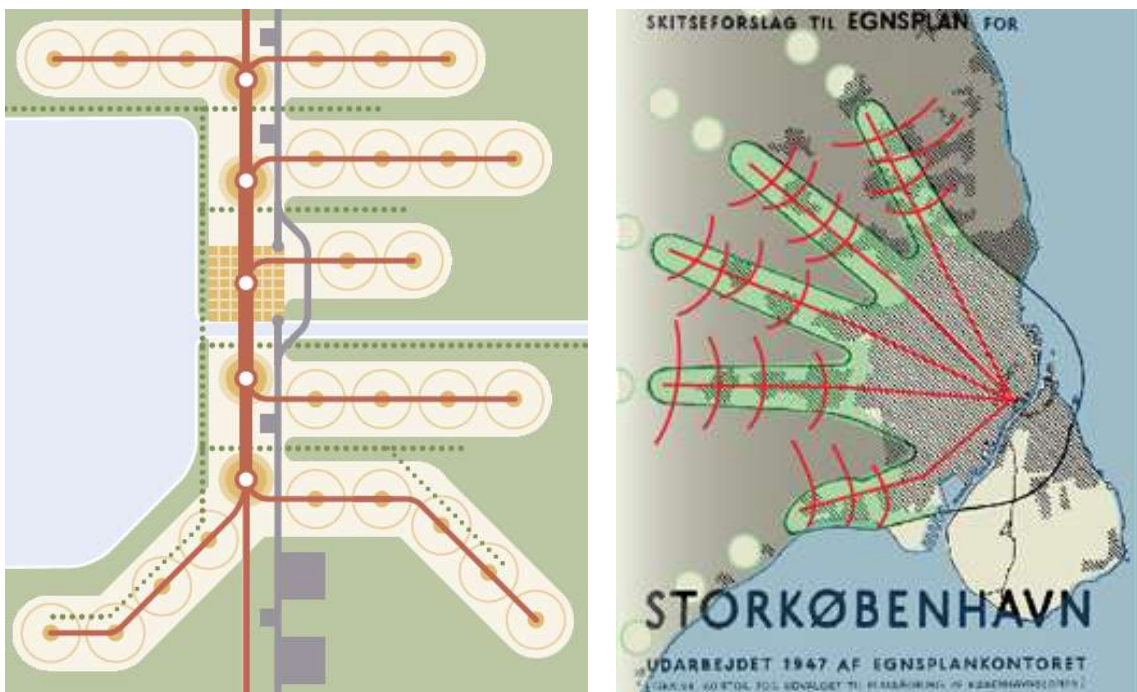 SKITSEFORSLAG TIL EGNSPLAN FOR
STORKØBENHAVN
UDARBEJDET 1947 AF EGNSPLANKONTORET